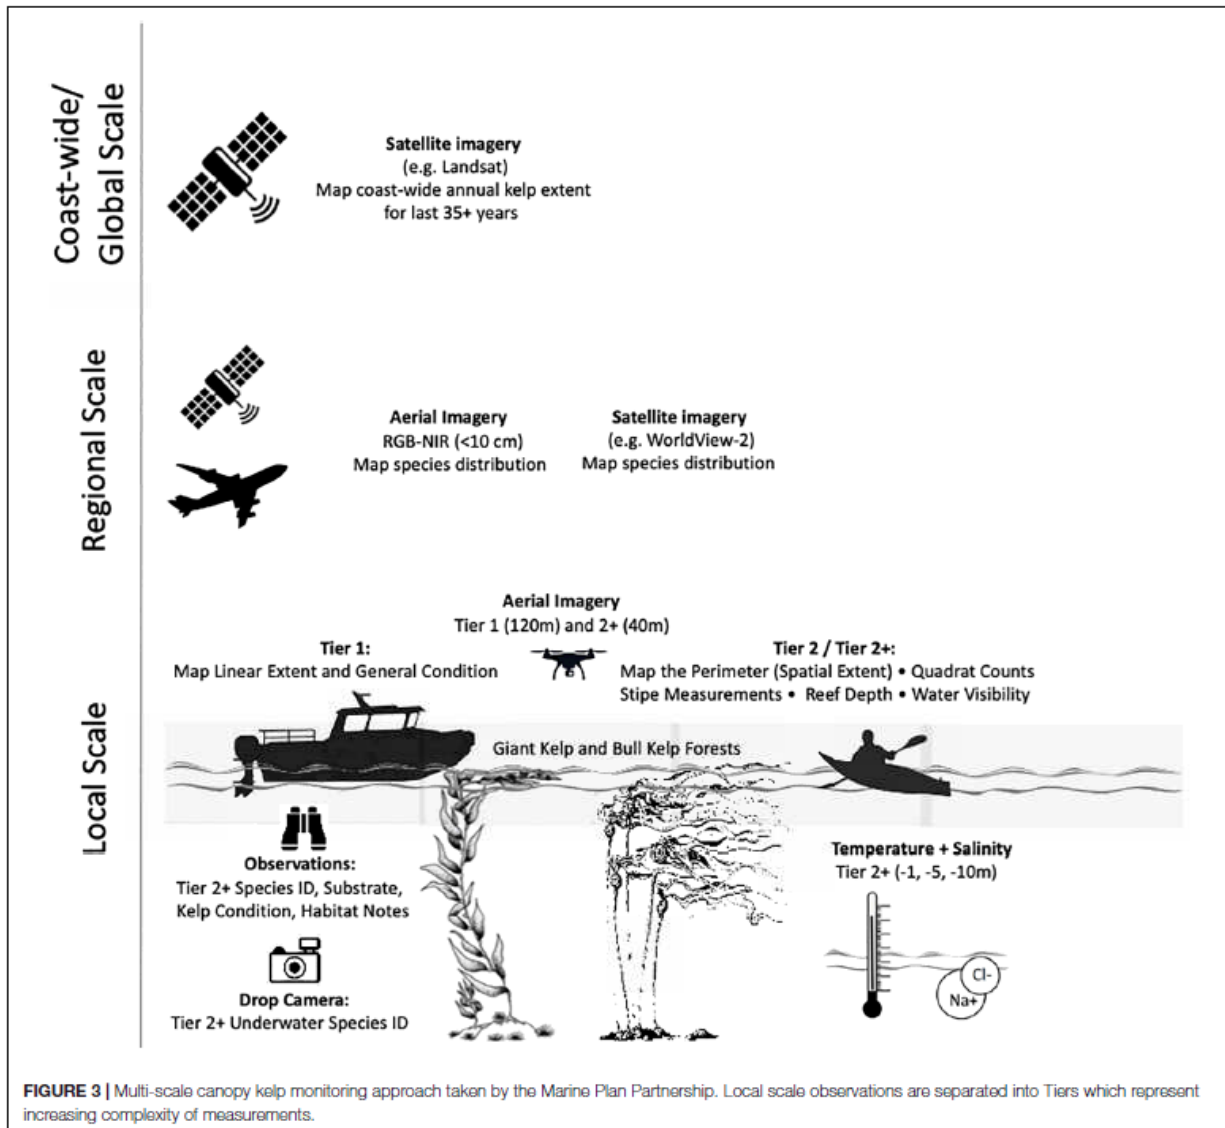 Coast-wide/
Global Scale
Satellite imagery
(e.g. Landsat)
Map coast-wide annual kelp extent
for last 35+ years
Regional Scale
Aerial Imagery
RGB-NIR (<10 cm)
Map species distribution
Satellite imagery
(e.g. WorldView-2)
Map species distribution
Local Scale
Aerial Imagery
Tier 1 (120m) and 2+ (40m)
Tier 1:
Map Linear Extent and General Condition
Tier 2 / Tier 2+:
Map the Perimeter (Spatial Extent) • Quadrat Counts
Stipe Measurements • Reef Depth • Water Visibility
Giant Kelp and Bull Kelp Forests
Observations:
Tier 2+ Species ID, Substrate,
Kelp Condition, Habitat Notes
Drop Camera:
Tier 2+ Underwater Species ID
Temperature + Salinity
Tier 2+ (-1, -5, -10m)
Cl-
Na+
FIGURE 3 | Multi-scale canopy kelp monitoring approach taken by the Marine Plan Partnership. Local scale observations are separated into Tiers which represent
increasing complexity of measurements.